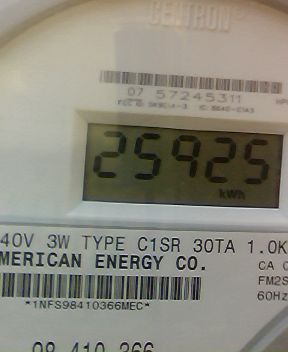 CENTRON®
07 57245311
25925
kWh
40V 3W TYPE C1SR 30TA 1.0K
MERICAN ENERGY CO.
CA 0
FM2S
*1NFS98410366MEC*
60Hz
98 410 366